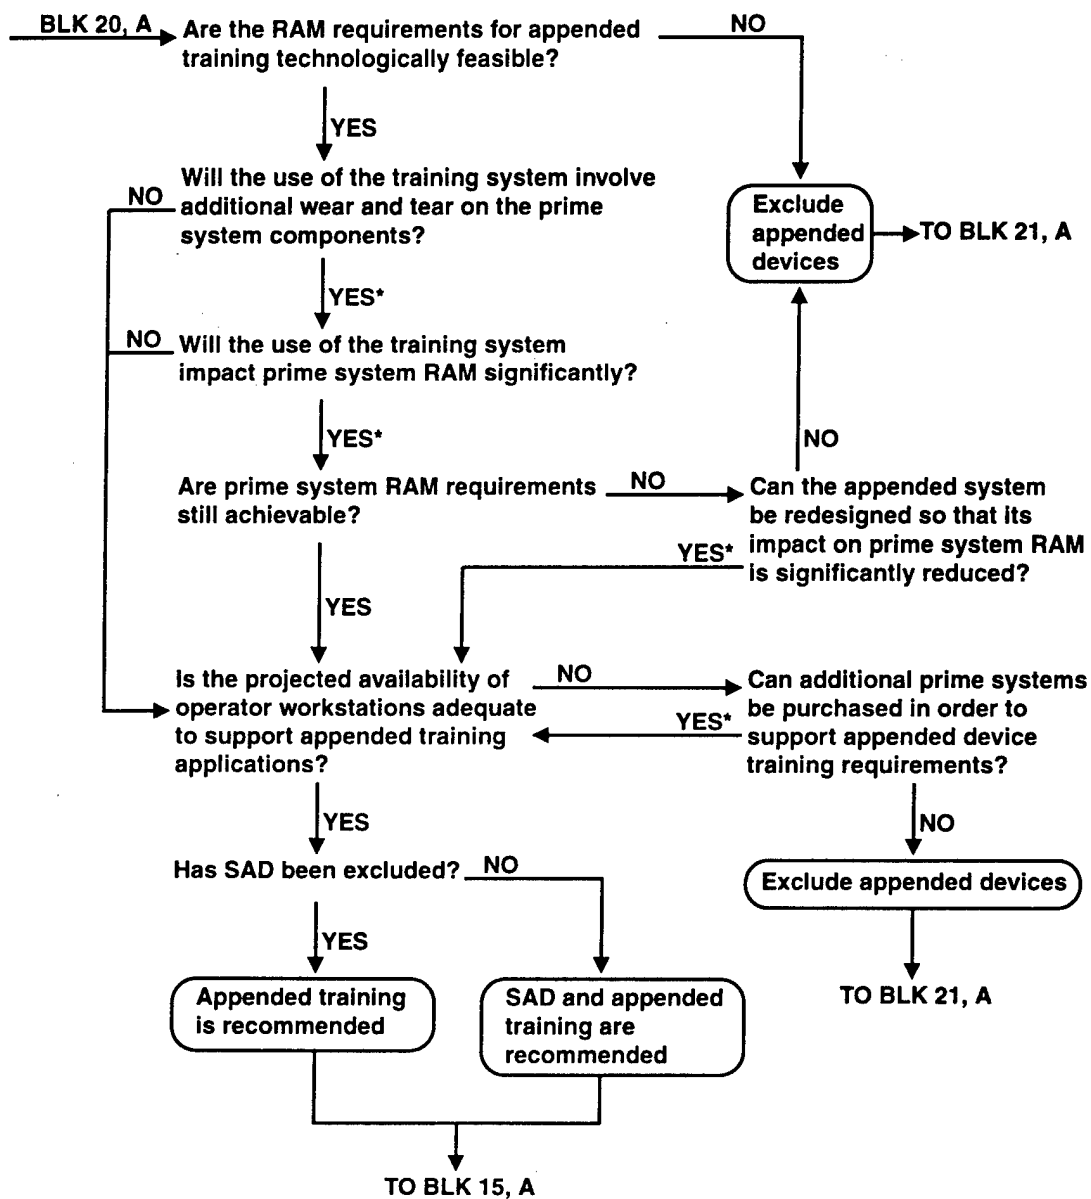 BLK 20, A
Are the RAM requirements for appended
training technologically feasible?
NO
YES
Will the use of the training system involve
additional wear and tear on the prime
system components?
NO
Exclude
appended
devices
TO BLK 21, A
YES*
NO
Will the use of the training system
impact prime system RAM significantly?
YES*
NO
Are prime system RAM requirements
still achievable?
NO
Can the appended system
be redesigned so that its
impact on prime system RAM
is significantly reduced?
YES*
YES
Is the projected availability of
operator workstations adequate
to support appended training
applications?
NO
YES*
Can additional prime systems
be purchased in order to
support appended device
training requirements?
YES
NO
Has SAD been excluded?
NO
Exclude appended devices
YES
TO BLK 21, A
Appended training
is recommended
SAD and appended
training are
recommended
TO BLK 15, A